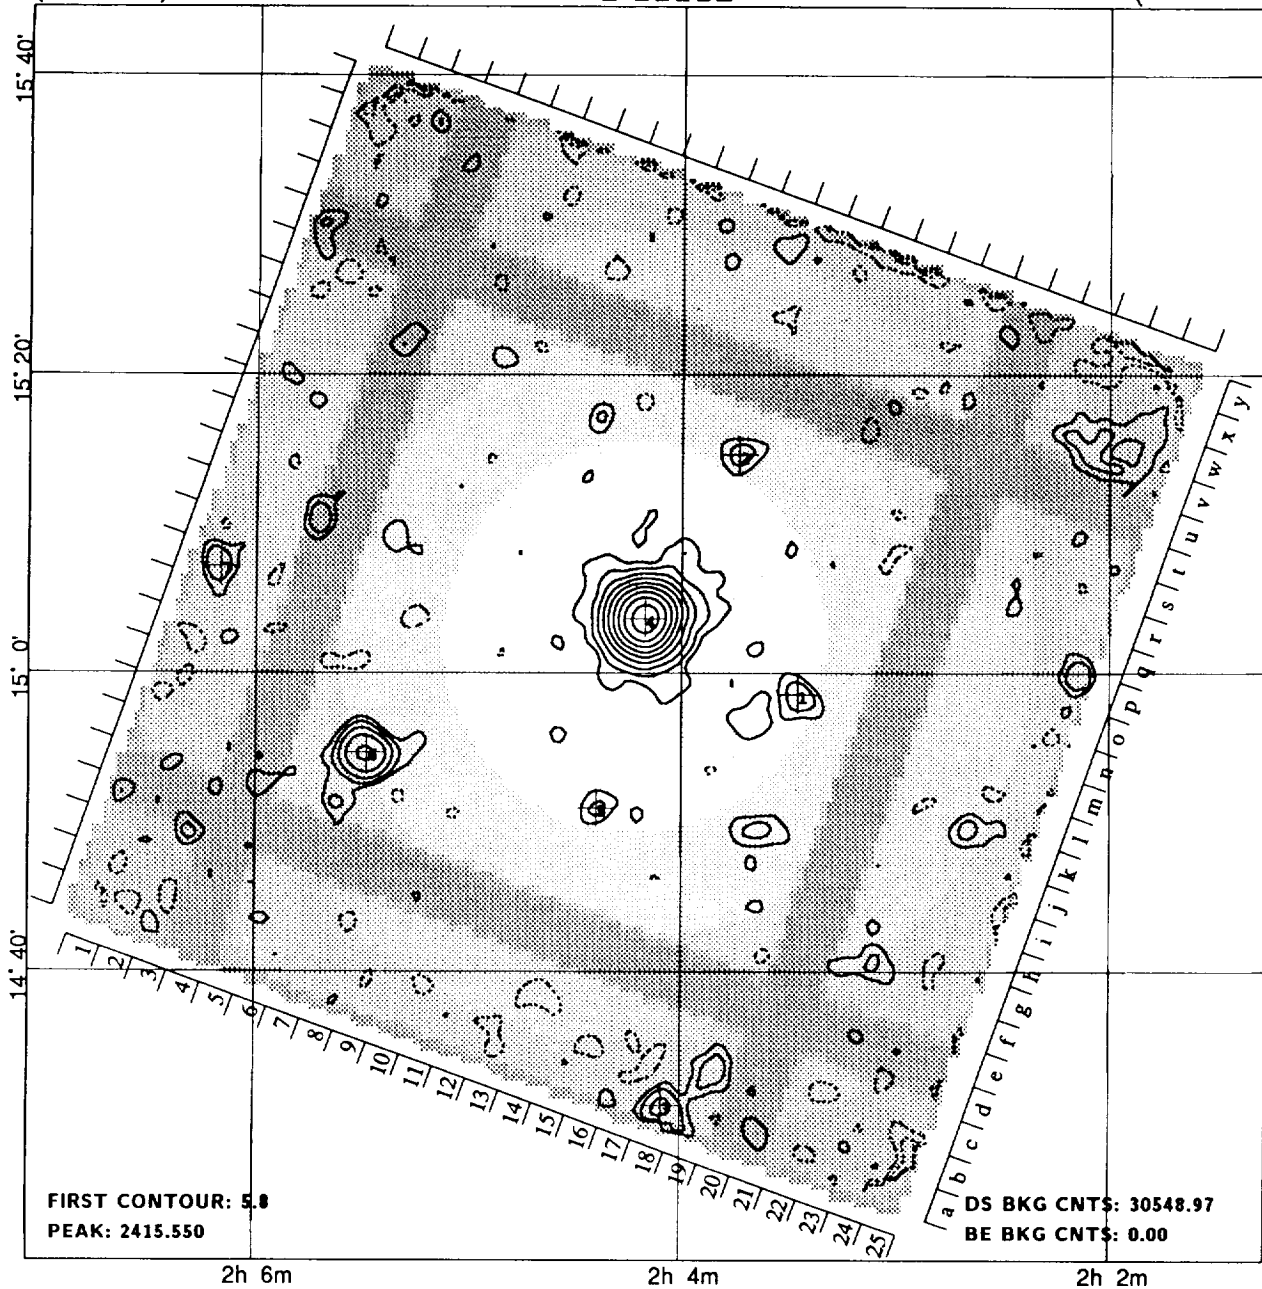 15° 40'
15° 20'
15° 0'
14° 40'
1 2 3 4 5 6 7 8 9 10 11 12 13 14 15 16 17 18 19 20 21 22 23 24 25
a b c d e f g h i j k l m n o p q r s t u v w x y
1
FIRST CONTOUR: 5.8
PEAK: 2415.550
DS BKG CNTS: 30548.97
BE BKG CNTS: 0.00
2h 6m
2h 4m
2h 2m